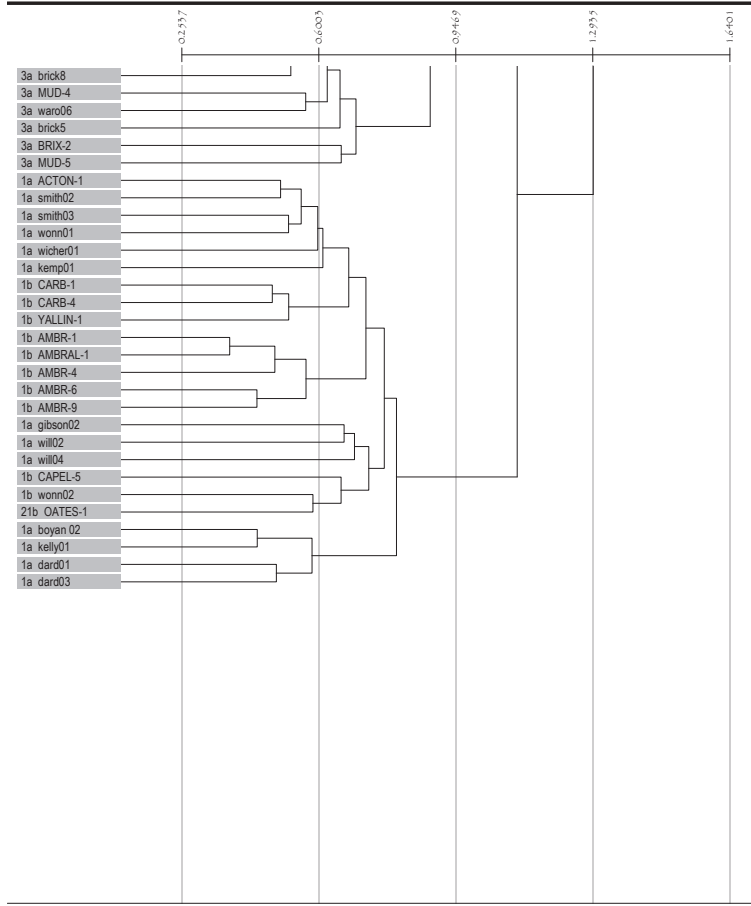 0.2537 0.6003 0.9469 1.2935 1.6401
3a brick8
3a MUD-4
3a waro06
3a brick5
3a BRIX-2
3a MUD-5
1a ACTON-1
1a smith02
1a smith03
1a wonn01
1a wicher01
1a kemp01
1b CARB-1
1b CARB-4
1b YALLIN-1
1b AMBR-1
1b AMBRAL-1
1b AMBR-4
1b AMBR-6
1b AMBR-9
1a gibson02
1a will02
1a will04
1b CAPEL-5
1b wonn02
21b OATES-1
1a boyan 02
1a kelly01
1a dard01
1a dard03